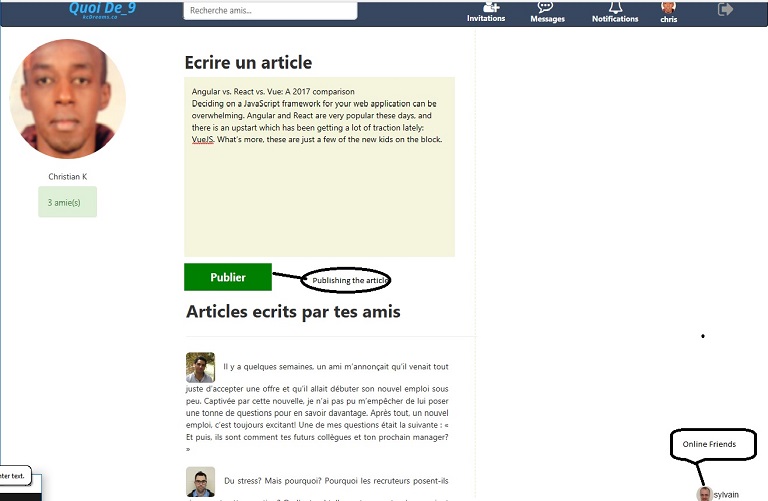 Quoi De_9
KcDreams.ca
Recherche amis...
Invitations
Messages
Notifications
chris
Ecrire un article
Christian K
3 amie(s)
Angular vs. React vs. Vue: A 2017 comparison
Deciding on a JavaScript framework for your web application can be
overwhelming. Angular and React are very popular these days, and
there is an upstart which has been getting a lot of traction lately:
VueJS. What's more, these are just a few of the new kids on the block.
Publier
Publishing the article
Articles ecrits par tes amis
Il y a quelques semaines, un ami m'annonçait qu'il venait tout
juste d'accepter une offre et qu'il allait débuter son nouvel emploi sous
peu. Captivée par cette nouvelle, je n'ai pas pu m'empêcher de lui poser
une tonne de questions pour en savoir davantage. Après tout, un nouvel
emploi, c'est toujours excitant! Une de mes questions était la suivante : «
Et puis, ils sont comment tes futurs collègues et ton prochain manager?
»
Online Friends
nter text.
Du stress? Mais pourquoi? Pourquoi les recruteurs posent-ils
sylvain